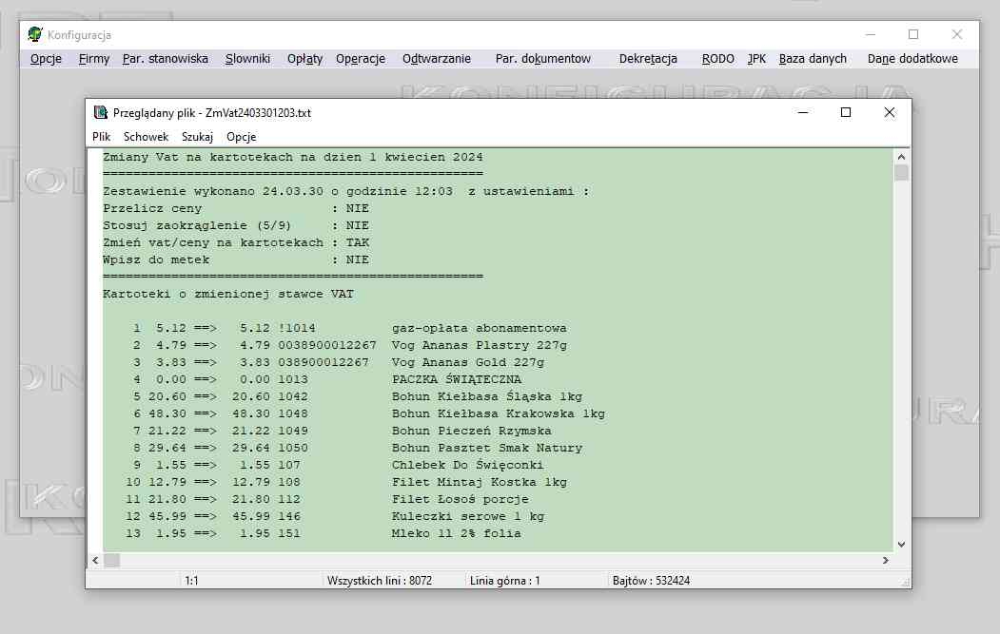 Konfiguracja
Opcje Firmy Par. stanowiska Slowniki Opłaty Operacje Odtwarzanie Par. dokumentow Dekretacja RODO JPK Baza danych Dane dodatkowe
KONFIGURACJA
Przeglądany plik - ZmVat2403301203.txt
Plik Schowek Szukaj Opcje
Zmiany Vat na kartotekach na dzien 1 kwiecien 2024
==================================================
Zestawienie wykonano 24.03.30 o godzinie 12:03 z ustawieniami :
Przelicz ceny : NIE
Stosuj zaokrąglenie (5/9) : NIE
Zmień vat/ceny na kartotekach : TAK
Wpisz do metek : NIE
==================================================
Kartoteki o zmienionej stawce VAT
1 5.12 ==> 5.12 !1014 gaz-opłata abonamentowa
2 4.79 ==> 4.79 0038900012267 Vog Ananas Plastry 227g
3 3.83 ==> 3.83 038900012267 Vog Ananas Gold 227g
4 0.00 ==> 0.00 1013 PACZKA ŚWIĄTECZNA
5 20.60 ==> 20.60 1042 Bohun Kiełbasa Śląska 1kg
6 48.30 ==> 48.30 1048 Bohun Kiełbasa Krakowska 1kg
7 21.22 ==> 21.22 1049 Bohun Pieczeń Rzymska
8 29.64 ==> 29.64 1050 Bohun Pasztet Smak Natury
9 1.55 ==> 1.55 107 Chlebek Do Święconki
10 12.79 ==> 12.79 108 Filet Mintaj Kostka 1kg
11 21.80 ==> 21.80 112 Filet Łosoś porcje
12 45.99 ==> 45.99 146 Kuleczki serowe 1 kg
13 1.95 ==> 1.95 151 Mleko 1l 2% folia
1:1 Wszystkich lini : 8072 Linia górna : 1 Bajtów : 532424